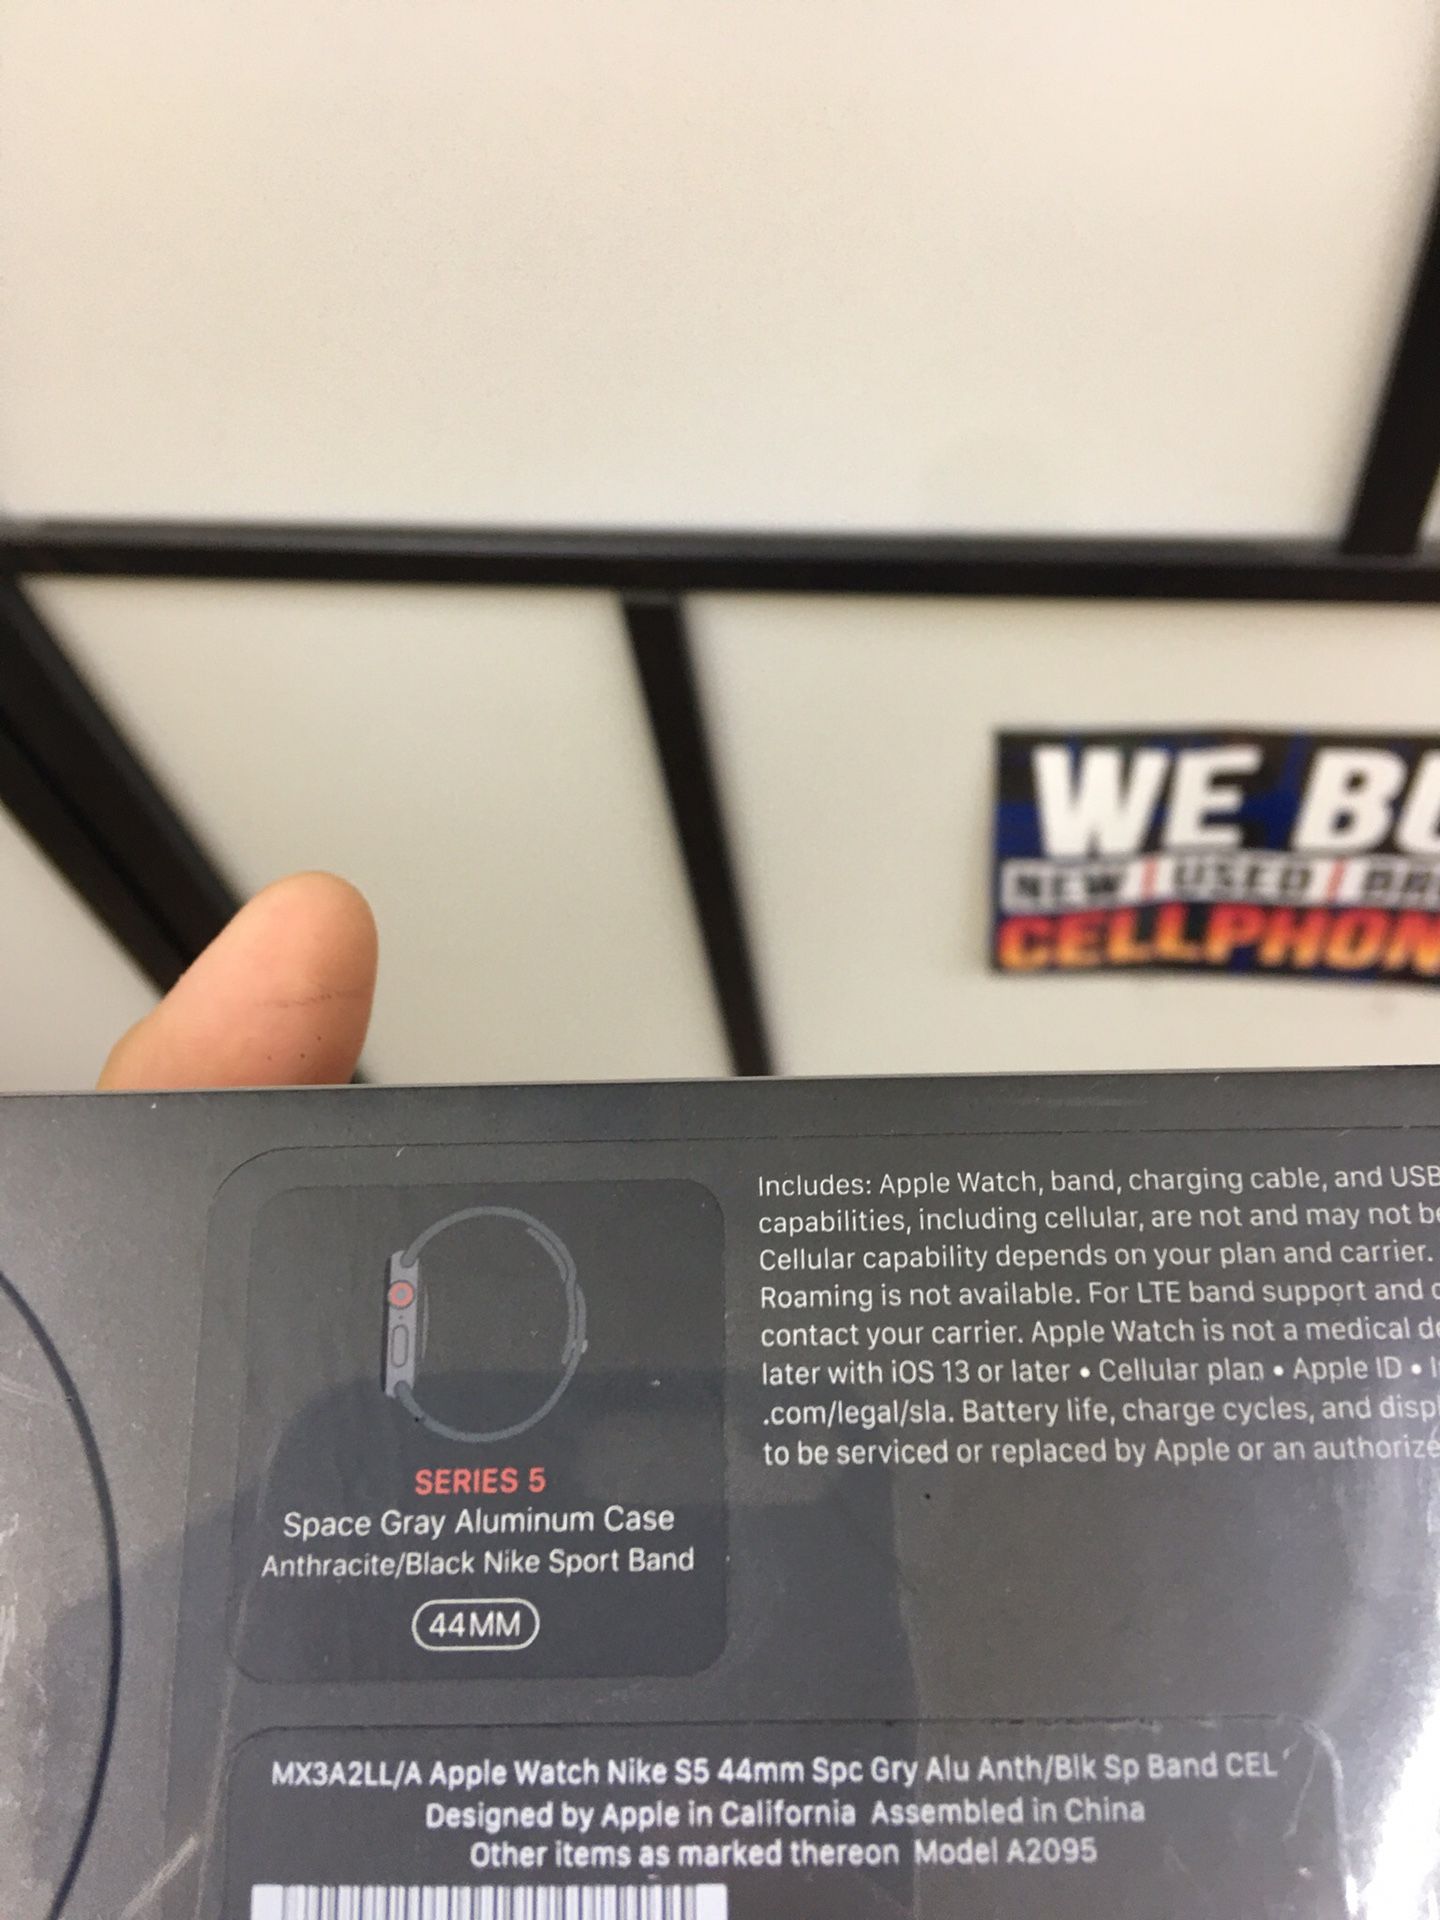 WE BU
NEW | USED | BR
CELLPHON
Includes: Apple Watch, band, charging cable, and USB
capabilities, including cellular, are not and may not be
Cellular capability depends on your plan and carrier.
Roaming is not available. For LTE band support and
contact your carrier. Apple Watch is not a medical de
later with iOS 13 or later • Cellular plan • Apple ID •
.com/legal/sla. Battery life, charge cycles, and displ
to be serviced or replaced by Apple or an authorize
SERIES 5
Space Gray Aluminum Case
Anthracite/Black Nike Sport Band
44MM
MX3A2LL/A Apple Watch Nike S5 44mm Spc Gry Alu Anth/Blk Sp Band CEL
Designed by Apple in California Assembled in China
Other items as marked thereon Model A2095